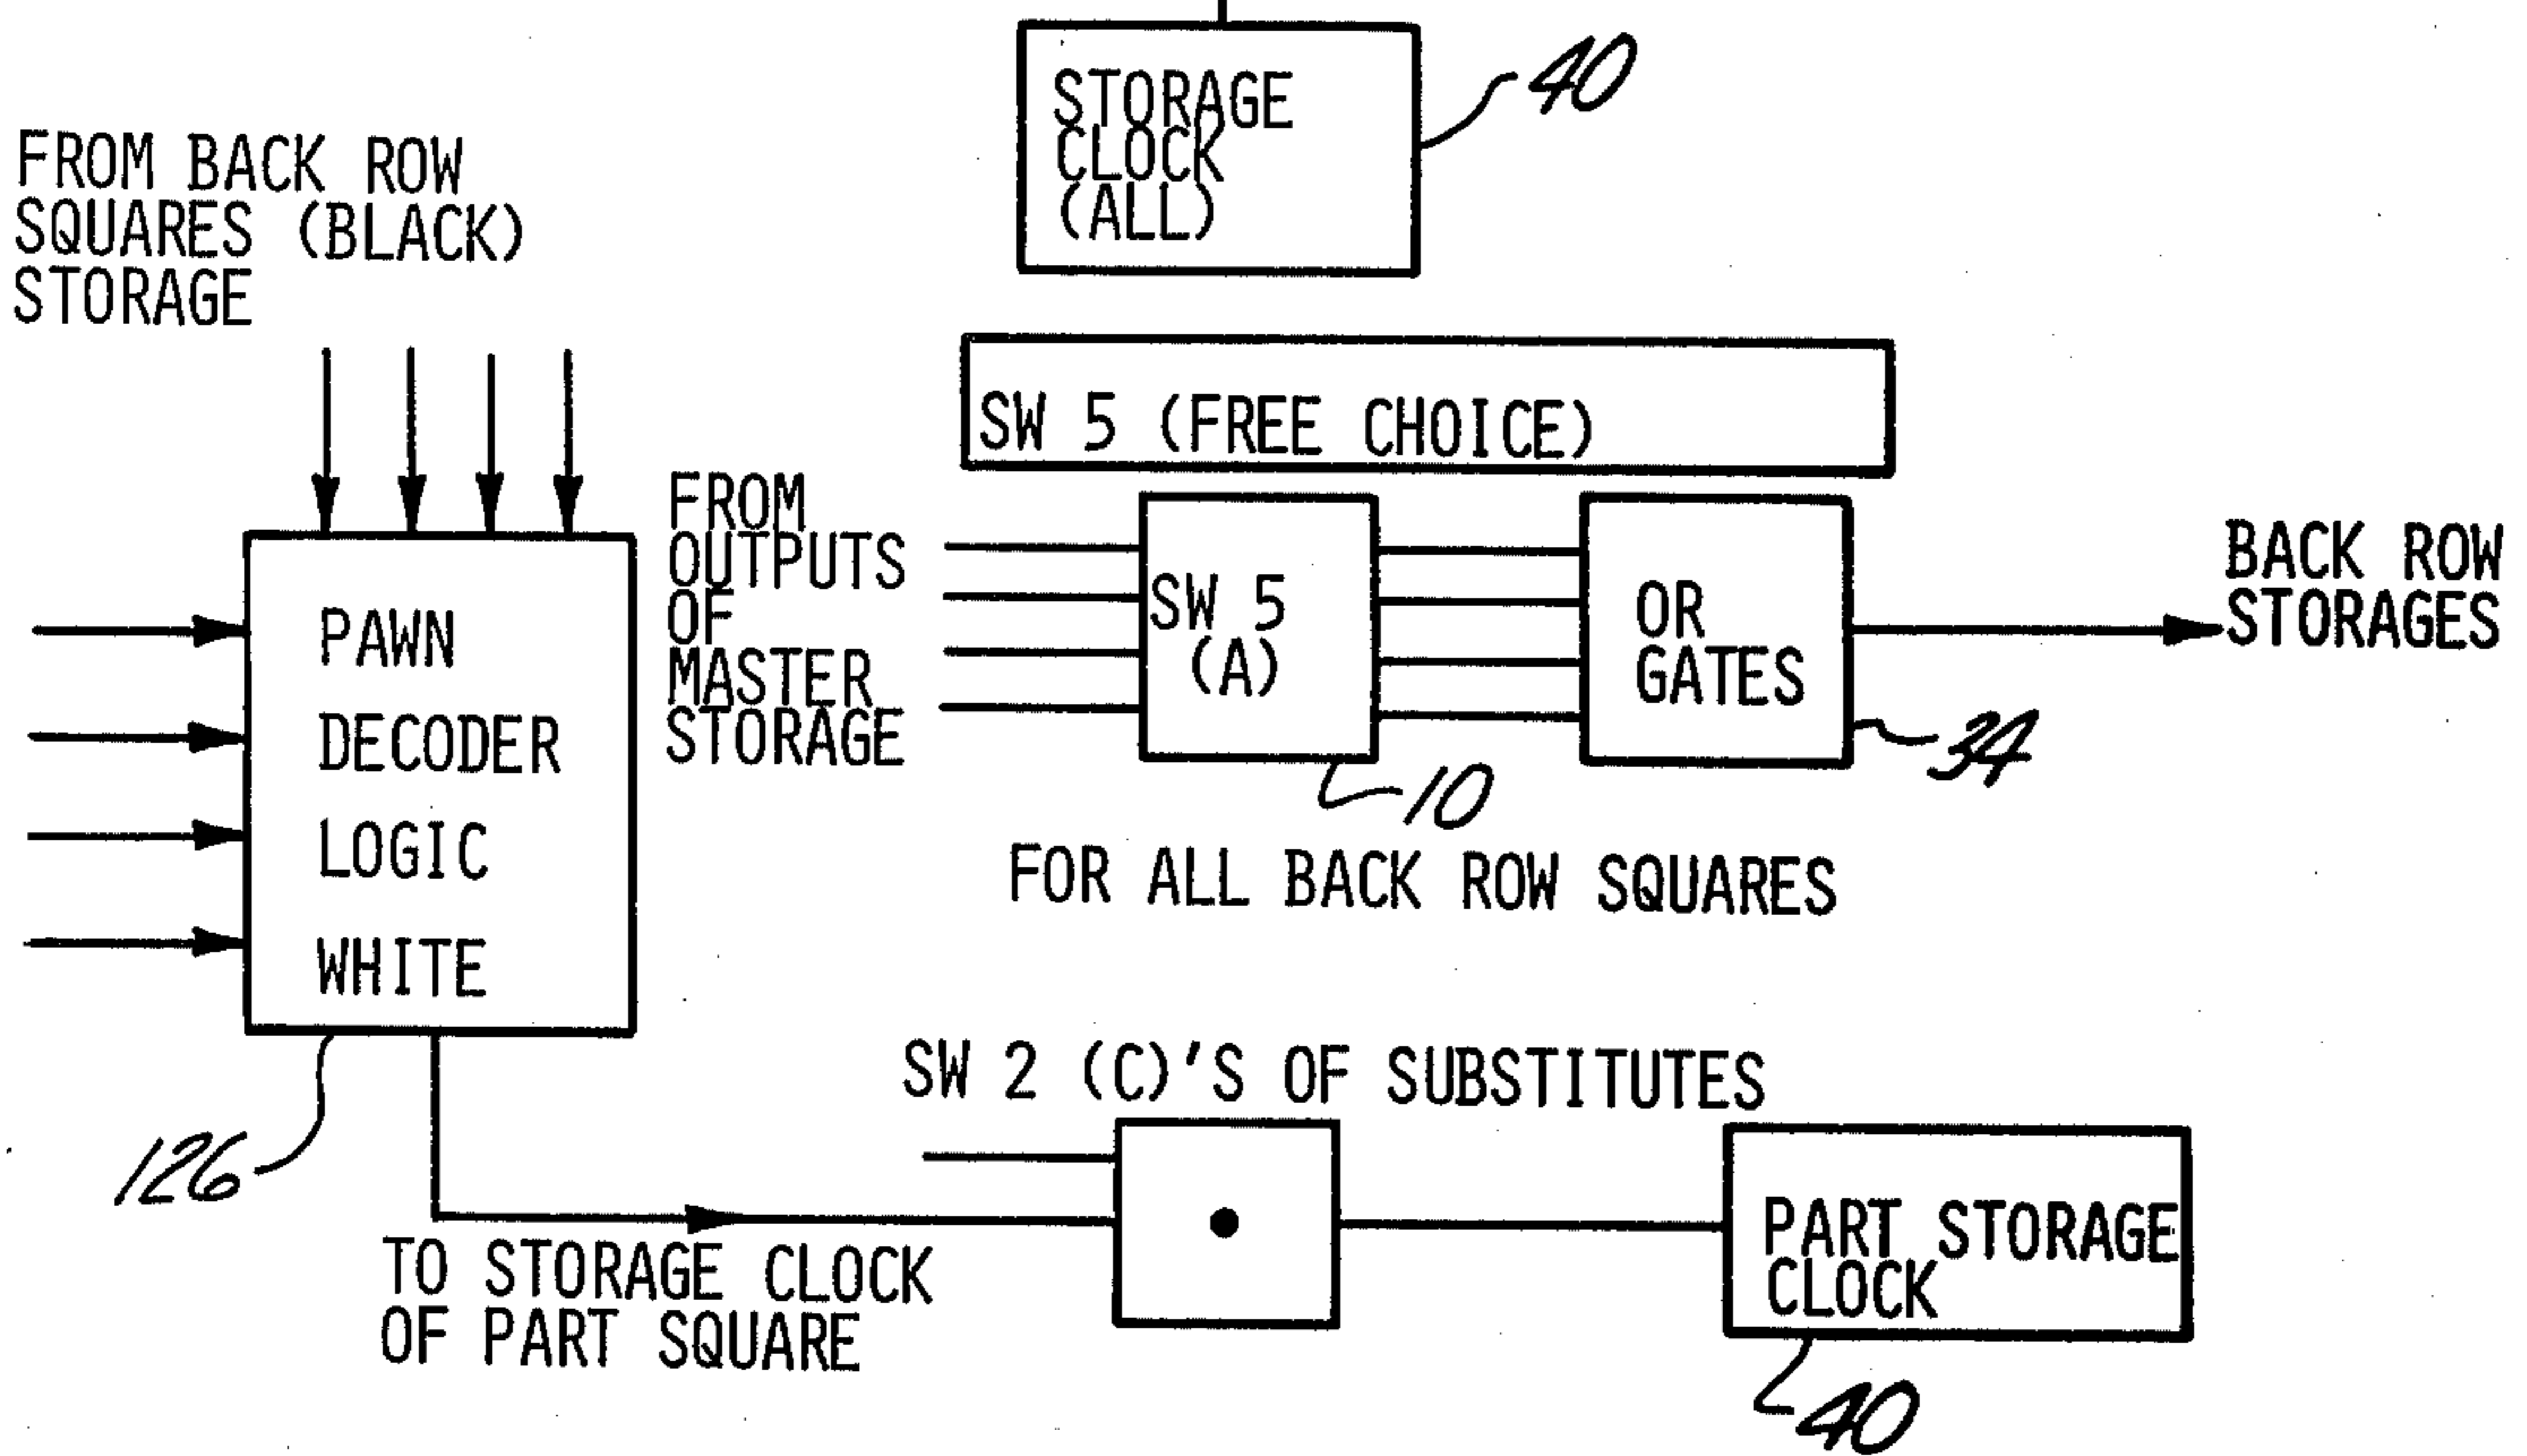 STORAGE
CLOCK
(ALL)
40
FROM BACK ROW
SQUARES (BLACK)
STORAGE
SW 5 (FREE CHOICE)
FROM
OUTPUTS
OF
MASTER
STORAGE
SW 5
(A)
10
OR
GATES
34
BACK ROW
STORAGES
FOR ALL BACK ROW SQUARES
PAWN
DECODER
LOGIC
WHITE
126
SW 2 (C)'S OF SUBSTITUTES
TO STORAGE CLOCK
OF PART SQUARE
PART STORAGE
CLOCK
40